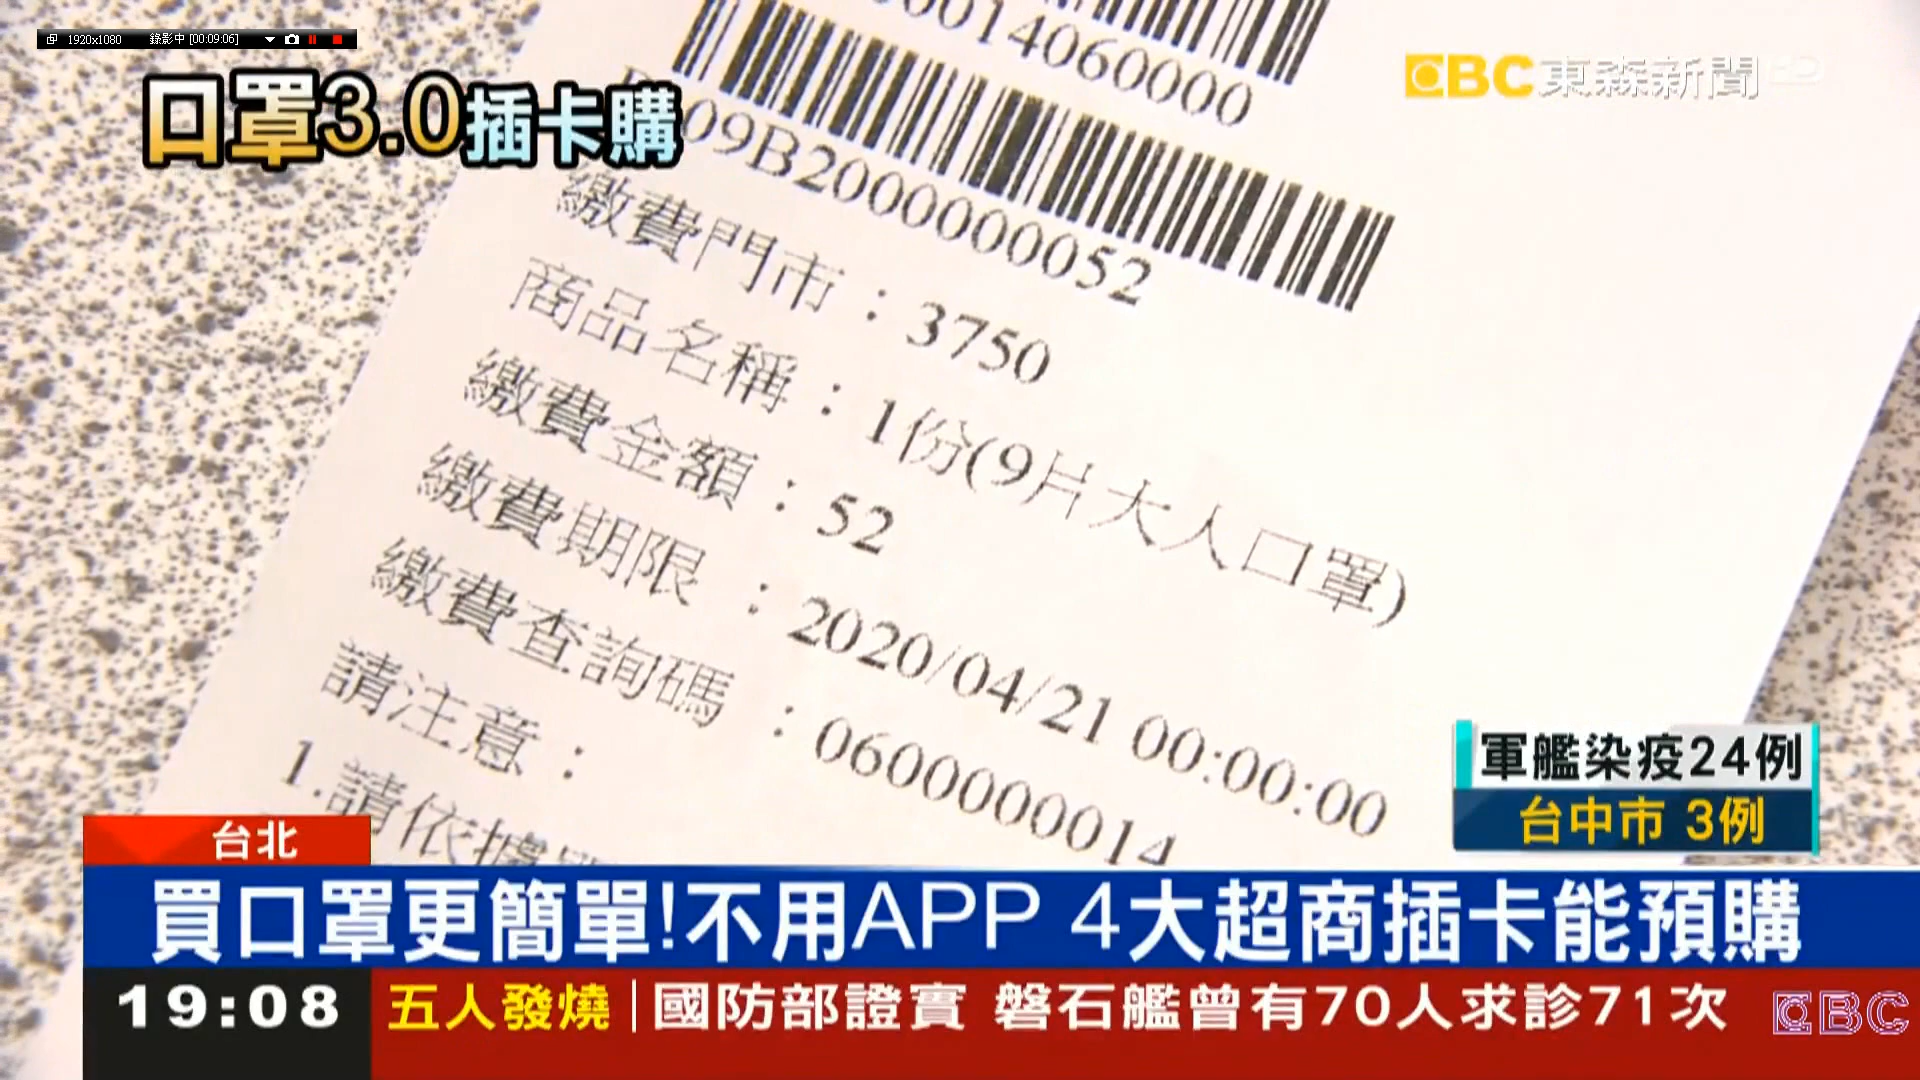 1920x1080 錄影中 [00:09:06]
口罩3.0插卡購
EBC東森新聞HD
0014060000
09B2000000052
繳費門市：3750
商品名稱：1份(9片大人口罩)
繳費金額：52
繳費期限：2020/04/21 00:00:00
繳費查詢碼：0600000014
請注意：
1.請依據
軍艦染疫24例
台中市 3例
台北
買口罩更簡單!不用APP 4大超商插卡能預購
19:08 五人發燒｜國防部證實 磐石艦曾有70人求診71次 EBC